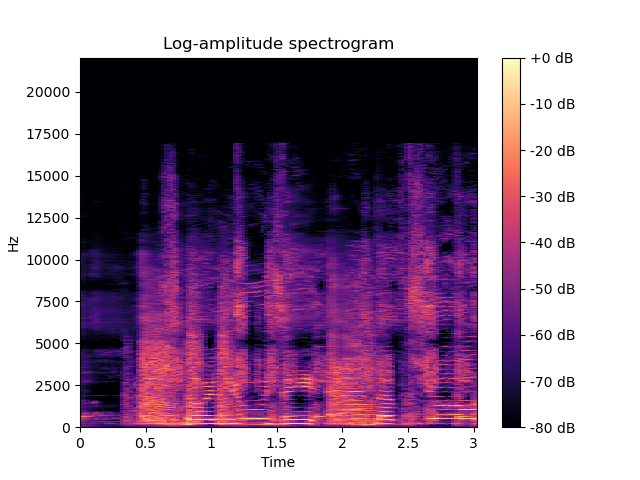 Log-amplitude spectrogram
20000
17500
15000
12500
10000
7500
5000
2500
0
Hz
0
0.5
1
1.5
2
2.5
3
Time
+0 dB
-10 dB
-20 dB
-30 dB
-40 dB
-50 dB
-60 dB
-70 dB
-80 dB